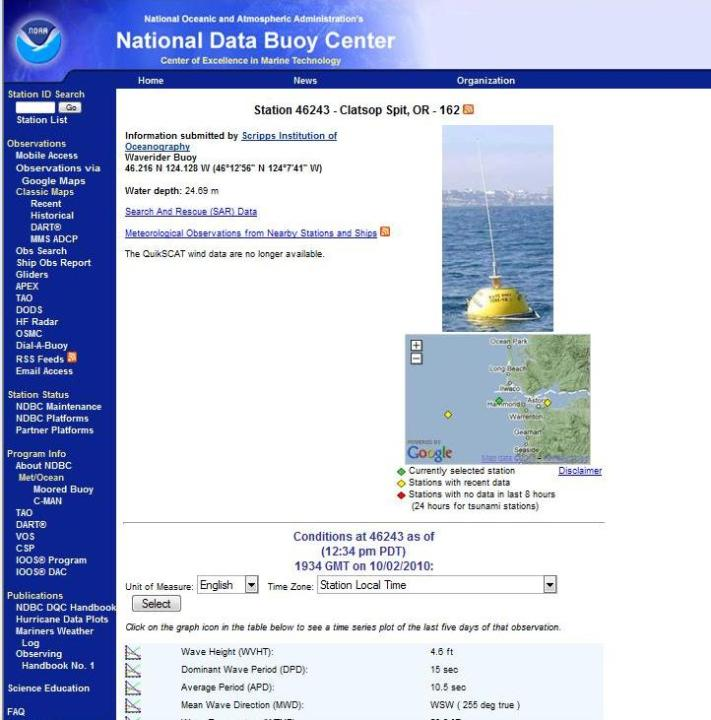 NOAA
National Oceanic and Atmospheric Administration's
National Data Buoy Center
Center of Excellence in Marine Technology
Home News Organization
Station ID Search
Go
Station List
Observations
Mobile Access
Observations via
Google Maps
Classic Maps
Recent
Historical
DART®
MMS ADCP
Obs Search
Ship Obs Report
Gliders
APEX
TAO
DODS
HF Radar
OSMC
Dial-A-Buoy
RSS Feeds
Email Access
Station Status
NDBC Maintenance
NDBC Platforms
Partner Platforms
Program Info
About NDBC
Met/Ocean
Moored Buoy
C-MAN
TAO
DART®
VOS
CSP
IOOS® Program
IOOS® DAC
Publications
NDBC DQC Handbook
Hurricane Data Plots
Mariners Weather
Log
Observing
Handbook No. 1
Science Education
FAQ
Station 46243 - Clatsop Spit, OR - 162
Information submitted by Scripps Institution of
Oceanography
Waverider Buoy
46.216 N 124.128 W (46°12'56" N 124°7'41" W)
Water depth: 24.69 m
Search And Rescue (SAR) Data
Meteorological Observations from Nearby Stations and Ships
The QuikSCAT wind data are no longer available.
Ocean Park
Long Beach
Ilwaco
Hammond Astor
Warrenton
Gearhart
Seaside
POWERED BY
Google
Map data
Currently selected station Disclaimer
Stations with recent data
Stations with no data in last 8 hours
(24 hours for tsunami stations)
Conditions at 46243 as of
(12:34 pm PDT)
1934 GMT on 10/02/2010:
Unit of Measure: English Time Zone: Station Local Time
Select
Click on the graph icon in the table below to see a time series plot of the last five days of that observation.
Wave Height (WVHT): 4.6 ft
Dominant Wave Period (DPD): 15 sec
Average Period (APD): 10.5 sec
Mean Wave Direction (MWD): WSW ( 255 deg true )